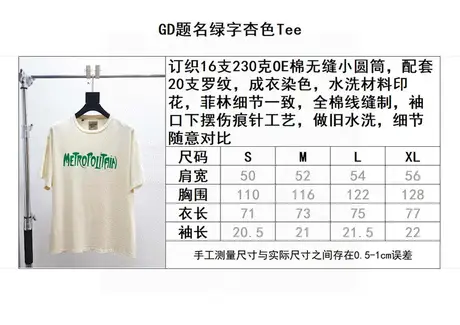 GD题名绿字杏色Tee
订织16支230克OE棉无缝小圆筒，配套
20支罗纹，成衣染色，水洗材料印
花，菲林细节一致，全棉线缝制，袖
口下摆伤痕针工艺，做旧水洗，细节
随意对比
METROPOLITAIN
尺码 S M L XL
肩宽 50 52 54 56
胸围 110 116 122 128
衣长 71 73 75 77
袖长 20.5 21 21.5 22
手工测量尺寸与实际尺寸之间存在0.5-1cm误差